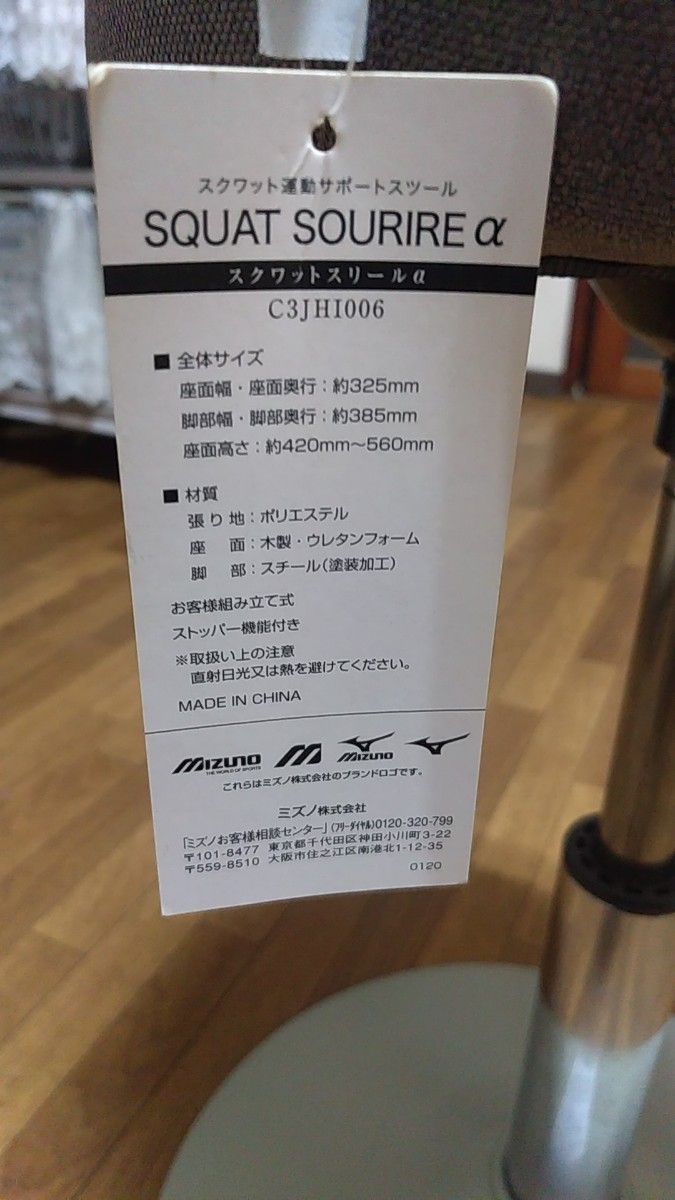 スクワット運動サポートスツール
SQUAT SOURIRE α
スクワットスリールα
C3JHI006
■ 全体サイズ
座面幅・座面奥行：約325mm
脚部幅・脚部奥行：約385mm
座面高さ：約420mm～560mm
■ 材質
張り地：ポリエステル
座 面：木製・ウレタンフォーム
脚 部：スチール（塗装加工）
お客様組み立て式
ストッパー機能付き
※取扱い上の注意
直射日光又は熱を避けてください。
MADE IN CHINA
MIZUNO THE WORLD OF SPORTS M MIZUNO
これらはミズノ株式会社のブランドロゴです。
ミズノ株式会社
「ミズノお客様相談センター」(フリーダイヤル)0120-320-799
〒101-8477 東京都千代田区神田小川町3-22
〒559-8510 大阪市住之江区南港北1-12-35
0120